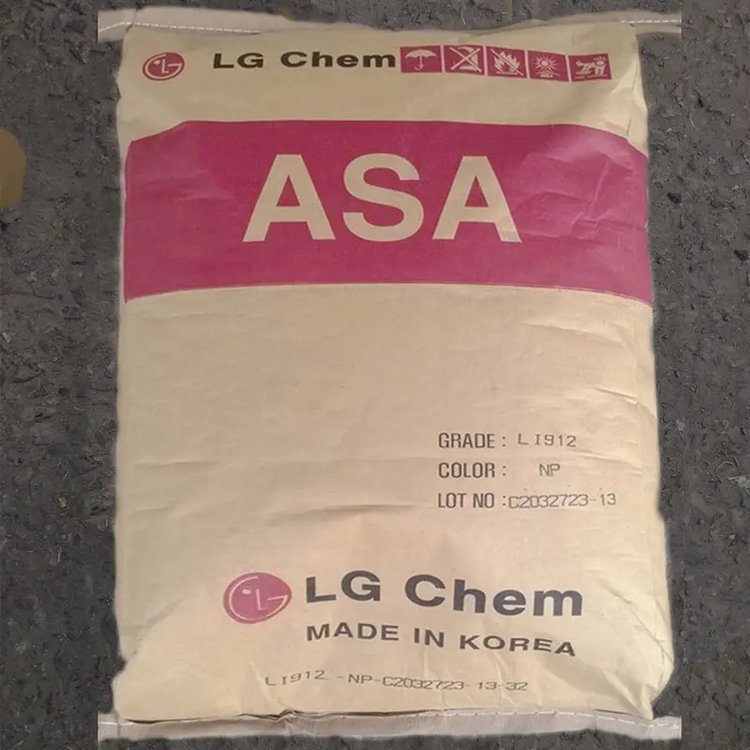 LG Chem
ASA
GRADE : LI912
COLOR : NP
LOT NO : C2032723-13
LG Chem
MADE IN KOREA
LI912 -NP-C2032723-13-32